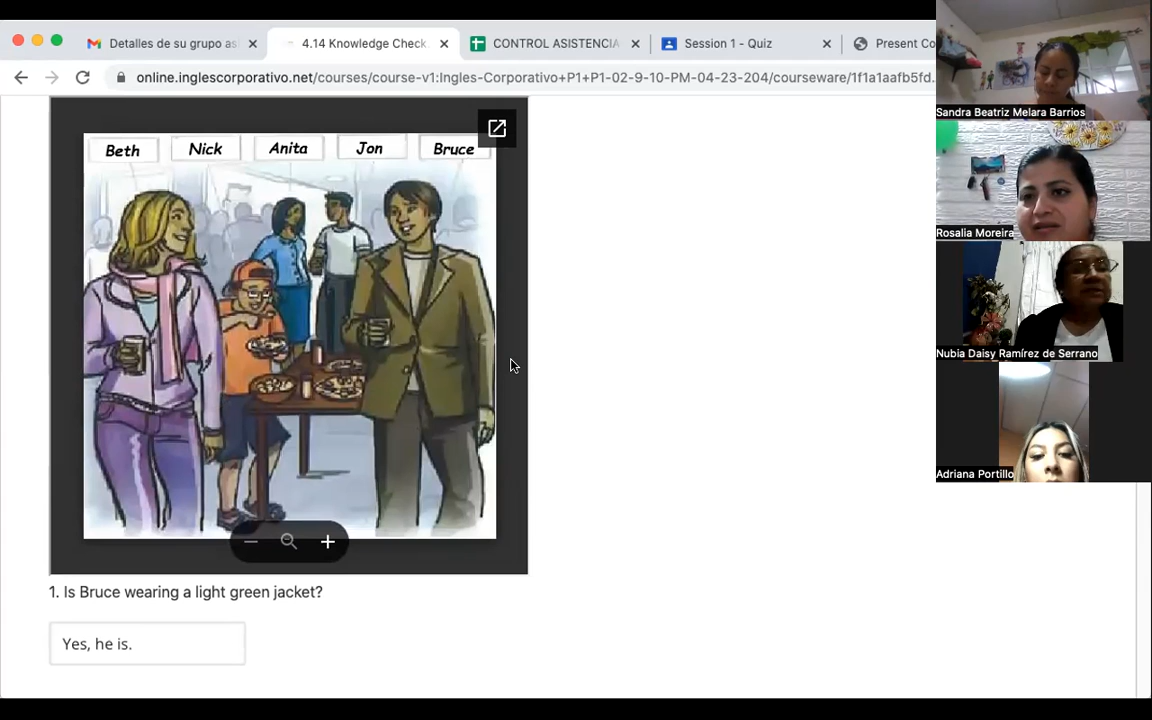 Detalles de su grupo as
4.14 Knowledge Check
CONTROL ASISTENCIA
Session 1 - Quiz
Present Co
online.inglescorporativo.net/courses/course-v1:Ingles-Corporativo+P1+P1-02-9-10-PM-04-23-204/courseware/1f1a1aafb5fd.
Beth
Nick
Anita
Jon
Bruce
1. Is Bruce wearing a light green jacket?
Yes, he is.
Sandra Beatriz Melara Barrios
Rosalia Moreira
Nubia Daisy Ramírez de Serrano
Adriana Portillo